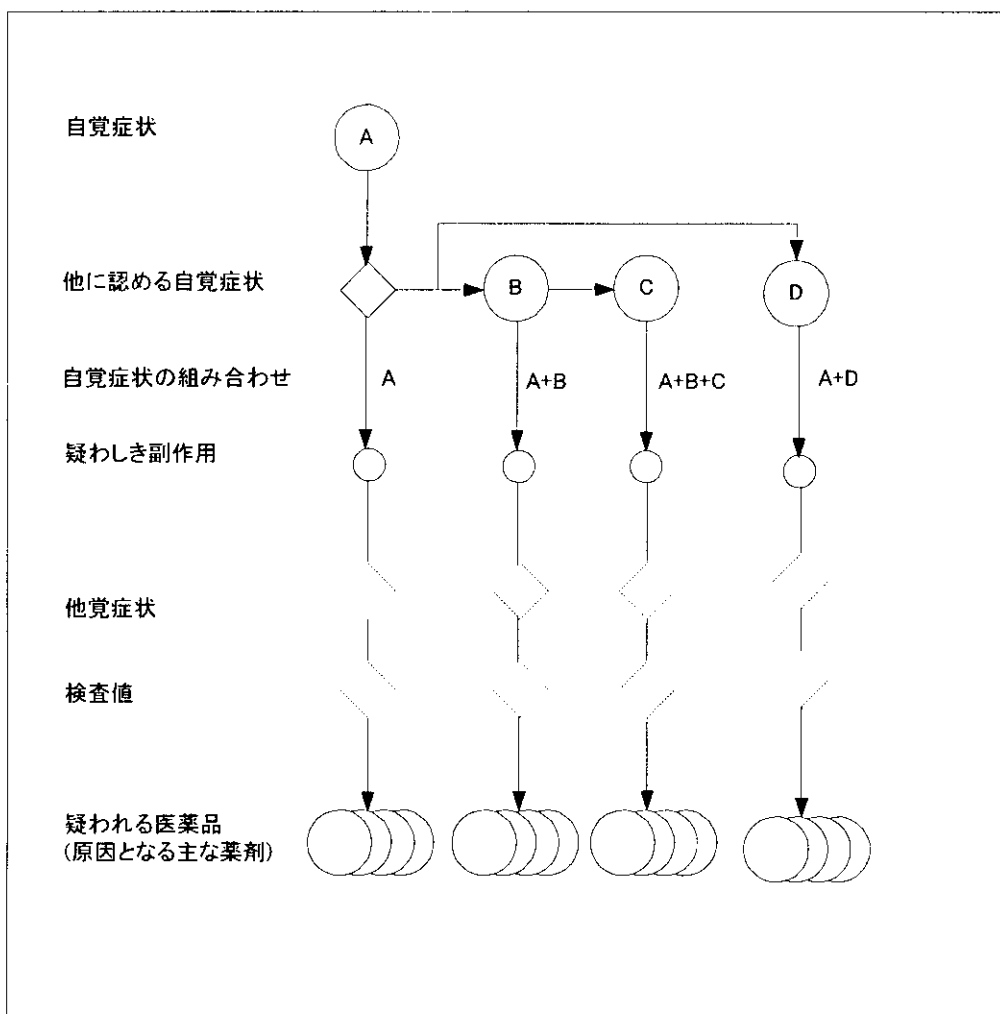 自覚症状
A
他に認める自覚症状
B
C
D
自覚症状の組み合わせ
A
A+B
A+B+C
A+D
疑わしき副作用
他覚症状
検査値
疑われる医薬品
(原因となる主な薬剤)